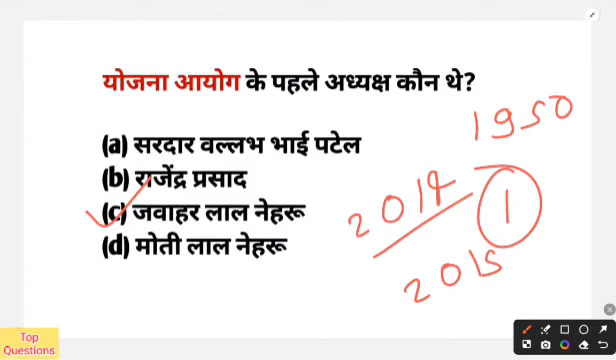 योजना आयोग के पहले अध्यक्ष कौन थे?
(a) सरदार वल्लभ भाई पटेल
(b) राजेंद्र प्रसाद
(c) जवाहर लाल नेहरू
(d) मोती लाल नेहरू
1950
2014
1
2015
Top
Questions